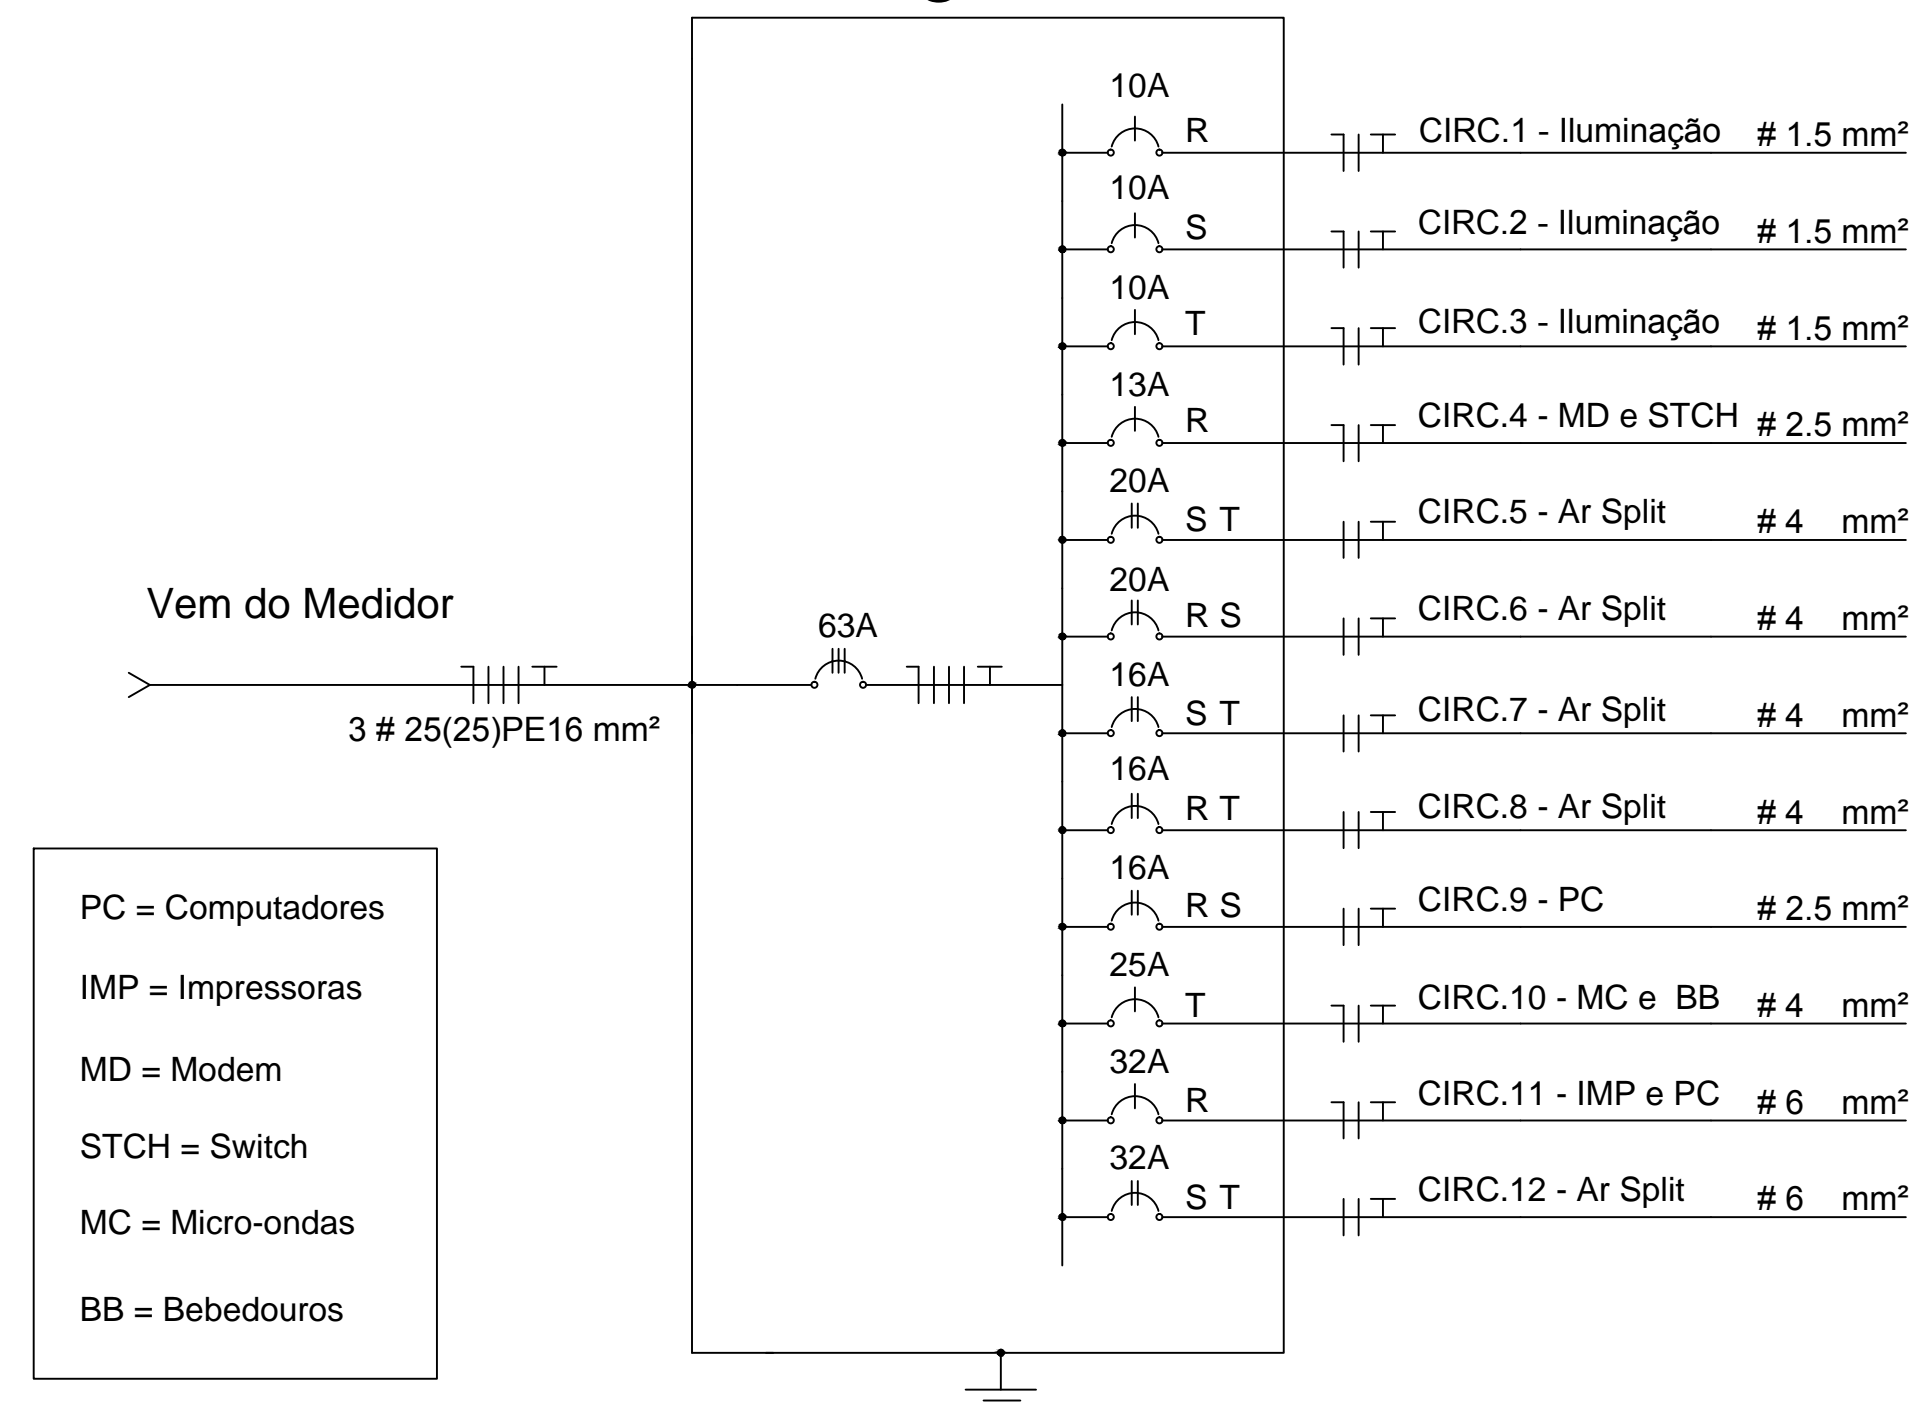 10A
R
CIRC.1 - Iluminação # 1.5 mm²
10A
S
CIRC.2 - Iluminação # 1.5 mm²
10A
T
CIRC.3 - Iluminação # 1.5 mm²
13A
R
CIRC.4 - MD e STCH # 2.5 mm²
20A
S T
CIRC.5 - Ar Split # 4 mm²
20A
R S
CIRC.6 - Ar Split # 4 mm²
Vem do Medidor
63A
3 # 25(25)PE16 mm²
16A
S T
CIRC.7 - Ar Split # 4 mm²
16A
R T
CIRC.8 - Ar Split # 4 mm²
16A
R S
CIRC.9 - PC # 2.5 mm²
25A
T
CIRC.10 - MC e BB # 4 mm²
32A
R
CIRC.11 - IMP e PC # 6 mm²
32A
S T
CIRC.12 - Ar Split # 6 mm²
PC = Computadores
IMP = Impressoras
MD = Modem
STCH = Switch
MC = Micro-ondas
BB = Bebedouros